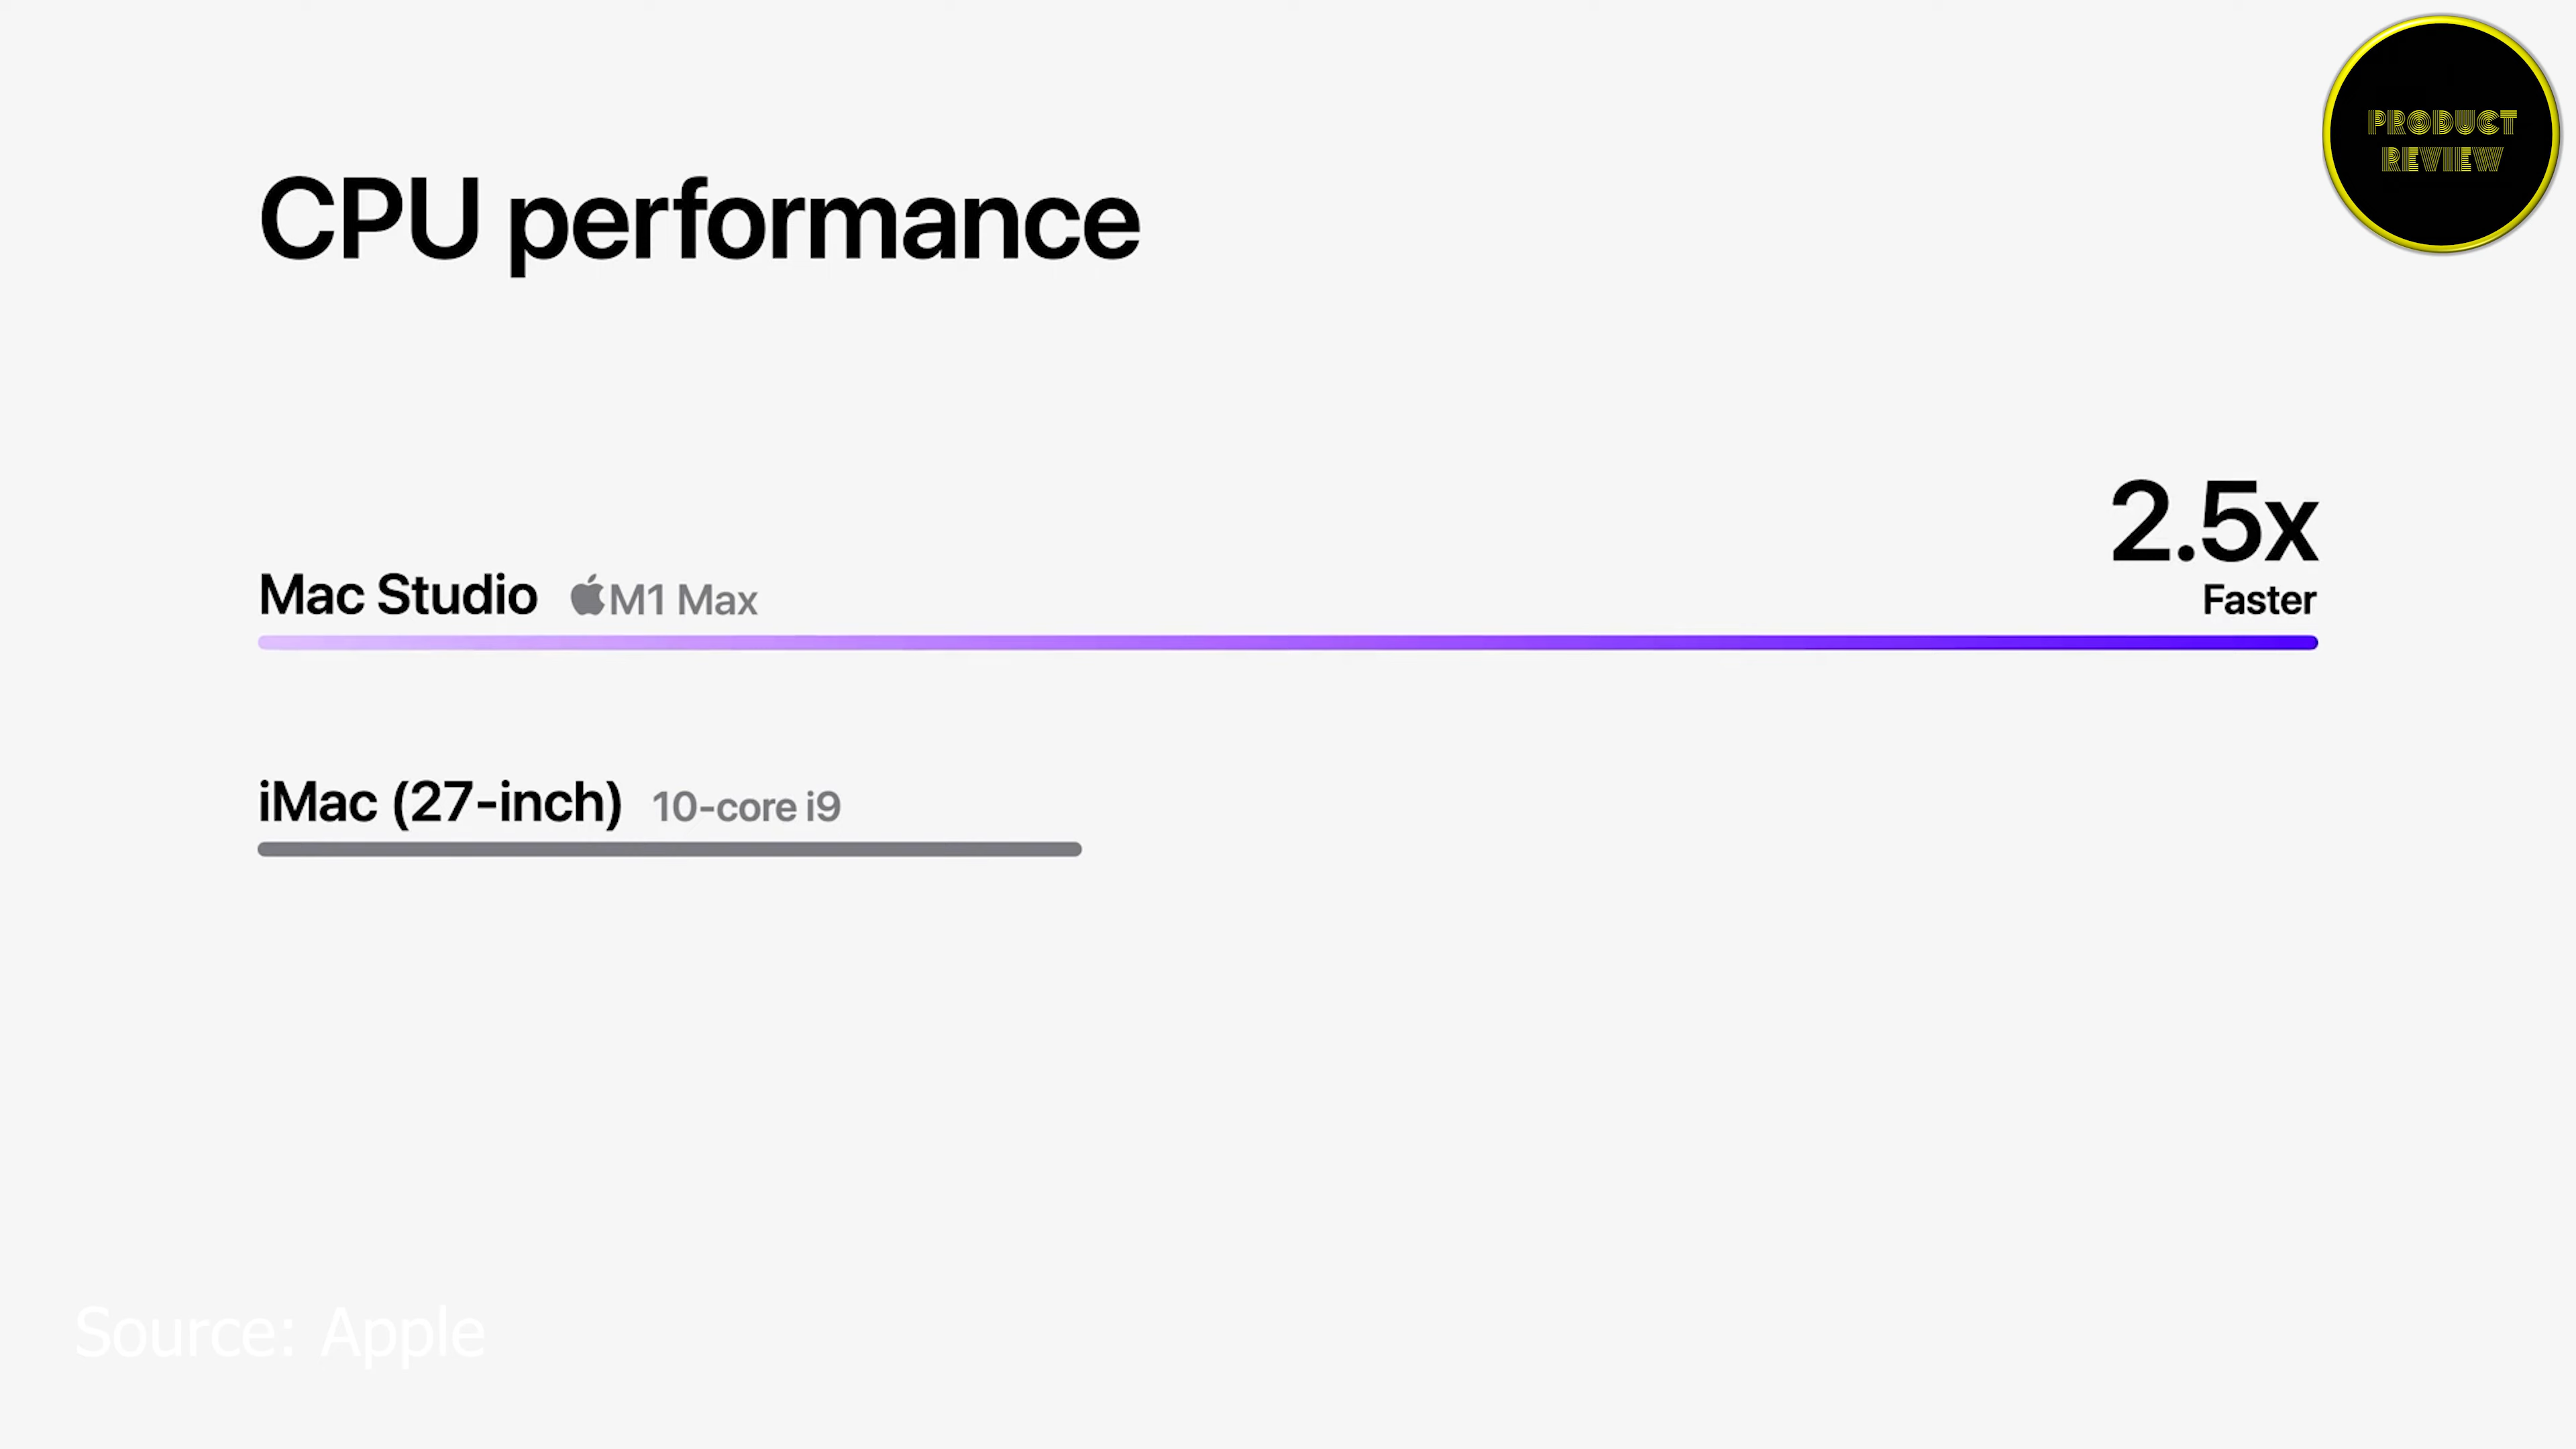 PRODUCT
REVIEW
CPU performance
2.5x
Faster
Mac Studio M1 Max
iMac (27-inch) 10-core i9
Source: Apple